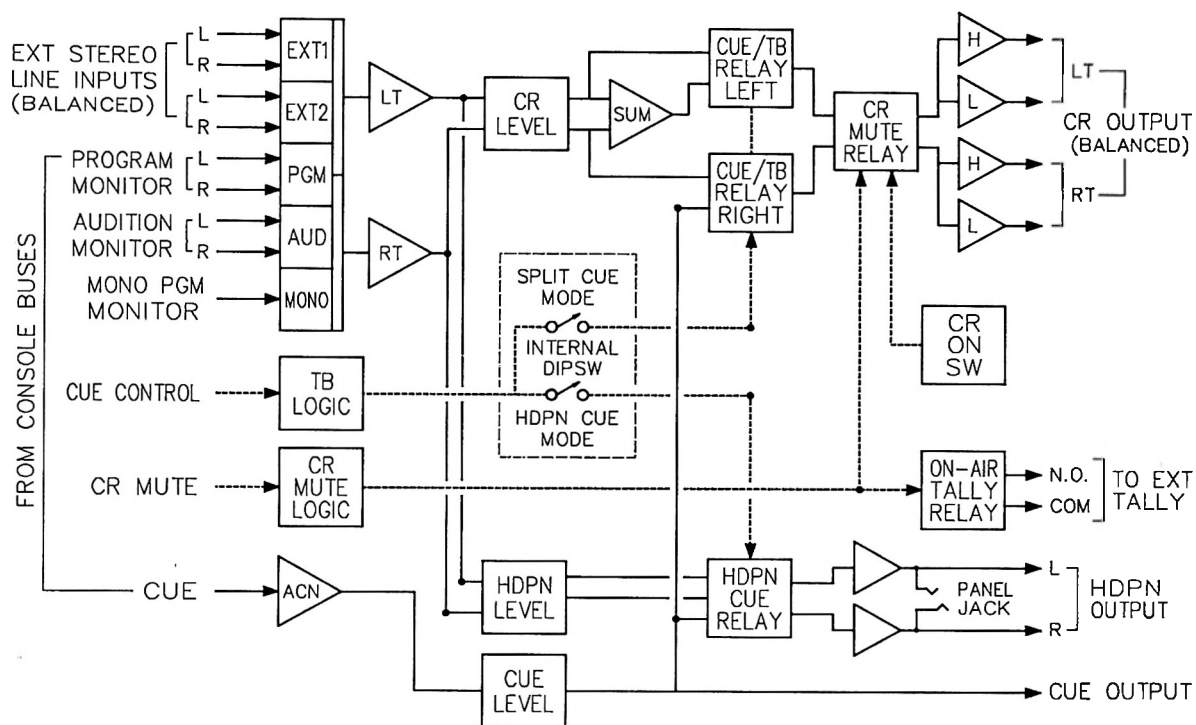 EXT STEREO
LINE INPUTS
(BALANCED)
L
R
L
R
EXT1
EXT2
PROGRAM
MONITOR
L
R
PGM
AUDITION
MONITOR
L
R
AUD
MONO PGM
MONITOR
MONO
LT
RT
CR
LEVEL
SUM
CUE/TB
RELAY
LEFT
CUE/TB
RELAY
RIGHT
CR
MUTE
RELAY
H
L
H
L
LT
CR OUTPUT
(BALANCED)
RT
FROM CONSOLE BUSES
SPLIT CUE
MODE
INTERNAL
DIPSW
HDPN CUE
MODE
CR
ON
SW
CUE CONTROL
TB
LOGIC
CR MUTE
CR
MUTE
LOGIC
ON-AIR
TALLY
RELAY
N.O.
COM
TO EXT
TALLY
CUE
ACN
HDPN
LEVEL
HDPN
CUE
RELAY
PANEL
JACK
L
R
HDPN
OUTPUT
CUE
LEVEL
CUE OUTPUT